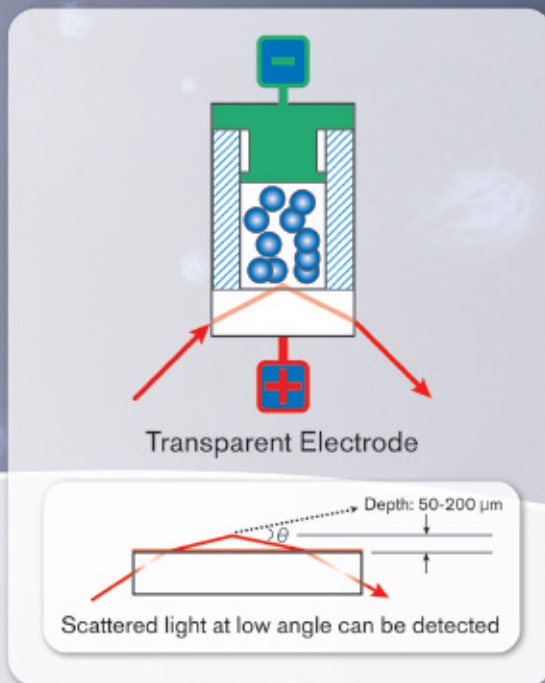 −
+
Transparent Electrode
Depth: 50-200 µm
θ
Scattered light at low angle can be detected